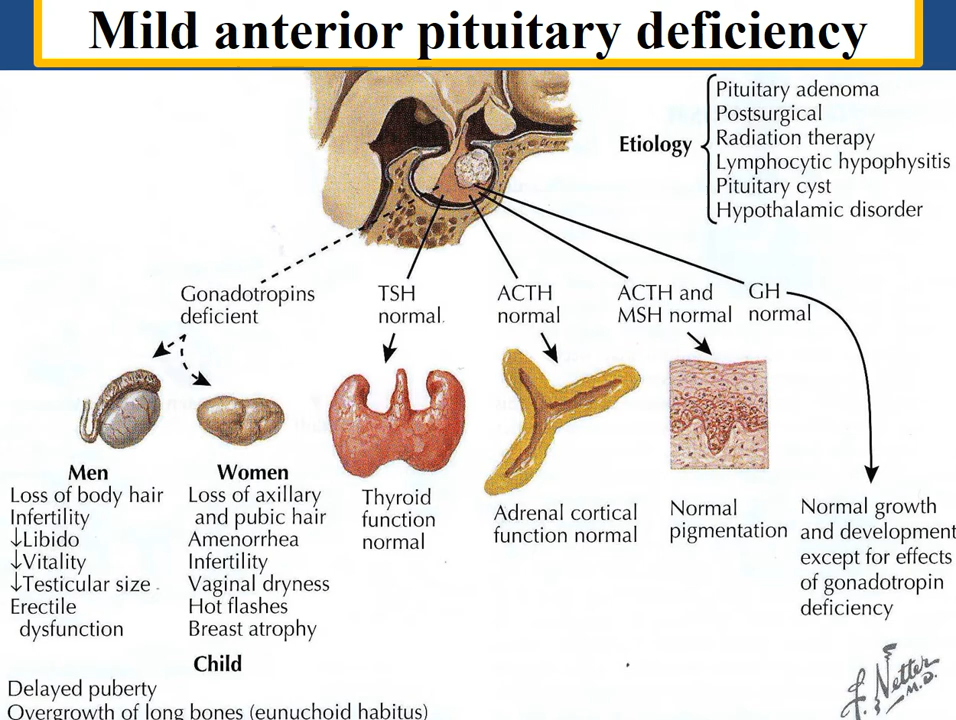 Mild anterior pituitary deficiency
Etiology
Pituitary adenoma
Postsurgical
Radiation therapy
Lymphocytic hypophysitis
Pituitary cyst
Hypothalamic disorder
Gonadotropins
deficient
TSH
normal
ACTH
normal
ACTH and
MSH normal
GH
normal
Men
Loss of body hair
Infertility
↓Libido
↓Vitality
↓Testicular size
Erectile
dysfunction
Women
Loss of axillary
and pubic hair
Amenorrhea
Infertility
Vaginal dryness
Hot flashes
Breast atrophy
Thyroid
function
normal
Adrenal cortical
function normal
Normal
pigmentation
Normal growth
and development
except for effects
of gonadotropin
deficiency
Child
Delayed puberty
Overgrowth of long bones (eunuchoid habitus)
F. Netter
M.D.